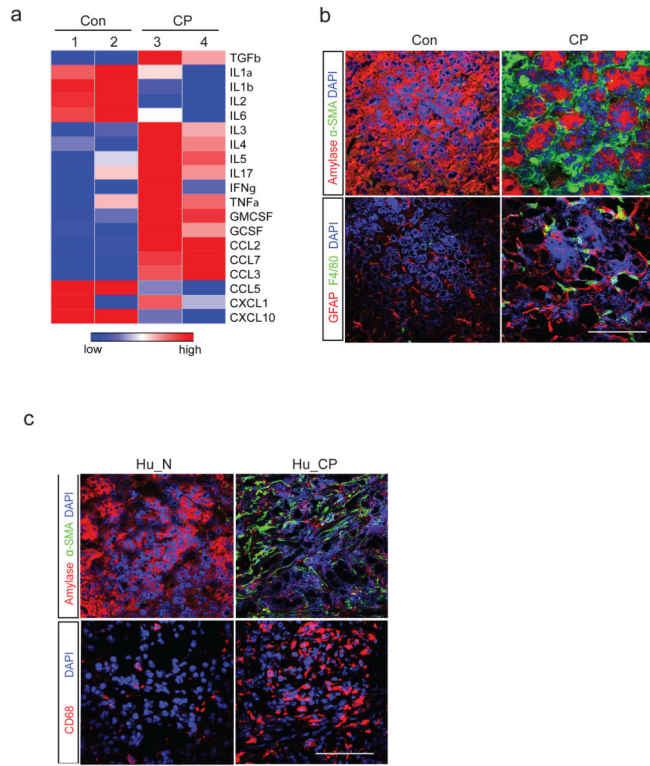 a
Con CP
1 2 3 4
TGFb
IL1a
IL1b
IL2
IL6
IL3
IL4
IL5
IL17
IFNg
TNFa
GMCSF
GCSF
CCL2
CCL7
CCL3
CCL5
CXCL1
CXCL10
low high
b
Con CP
Amylase α-SMA DAPI
GFAP F4/80 DAPI
c
Hu_N Hu_CP
Amylase α-SMA DAPI
CD68 DAPI